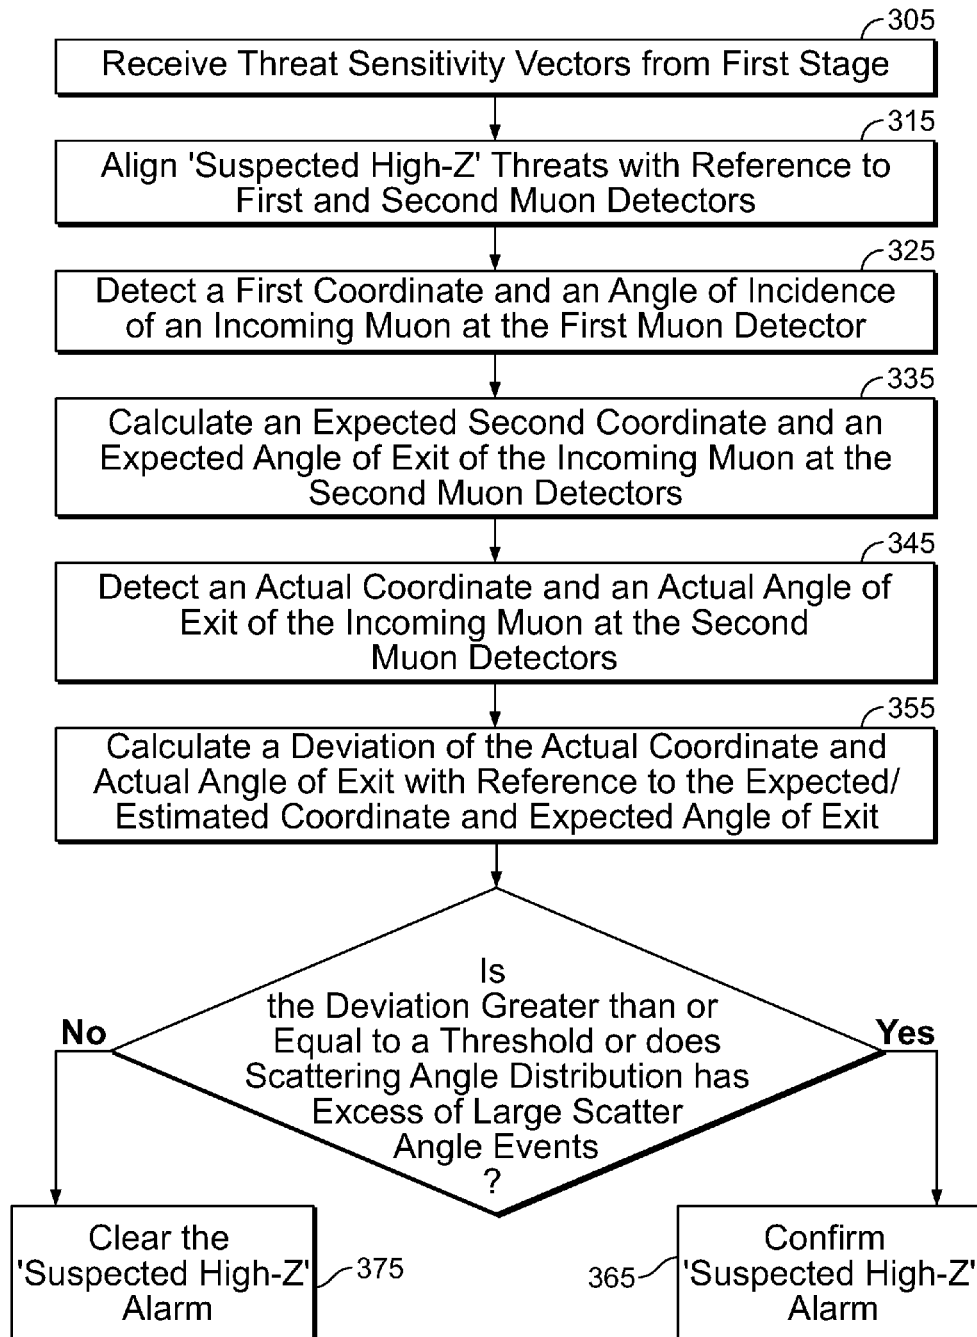 305
Receive Threat Sensitivity Vectors from First Stage
315
Align 'Suspected High-Z' Threats with Reference to
First and Second Muon Detectors
325
Detect a First Coordinate and an Angle of Incidence
of an Incoming Muon at the First Muon Detector
335
Calculate an Expected Second Coordinate and an
Expected Angle of Exit of the Incoming Muon at the
Second Muon Detectors
345
Detect an Actual Coordinate and an Actual Angle of
Exit of the Incoming Muon at the Second
Muon Detectors
355
Calculate a Deviation of the Actual Coordinate and
Actual Angle of Exit with Reference to the Expected/
Estimated Coordinate and Expected Angle of Exit
Is
the Deviation Greater than or
Equal to a Threshold or does
Scattering Angle Distribution has
Excess of Large Scatter
Angle Events
?
No
Yes
Clear the
'Suspected High-Z'
Alarm
375
365
Confirm
'Suspected High-Z'
Alarm